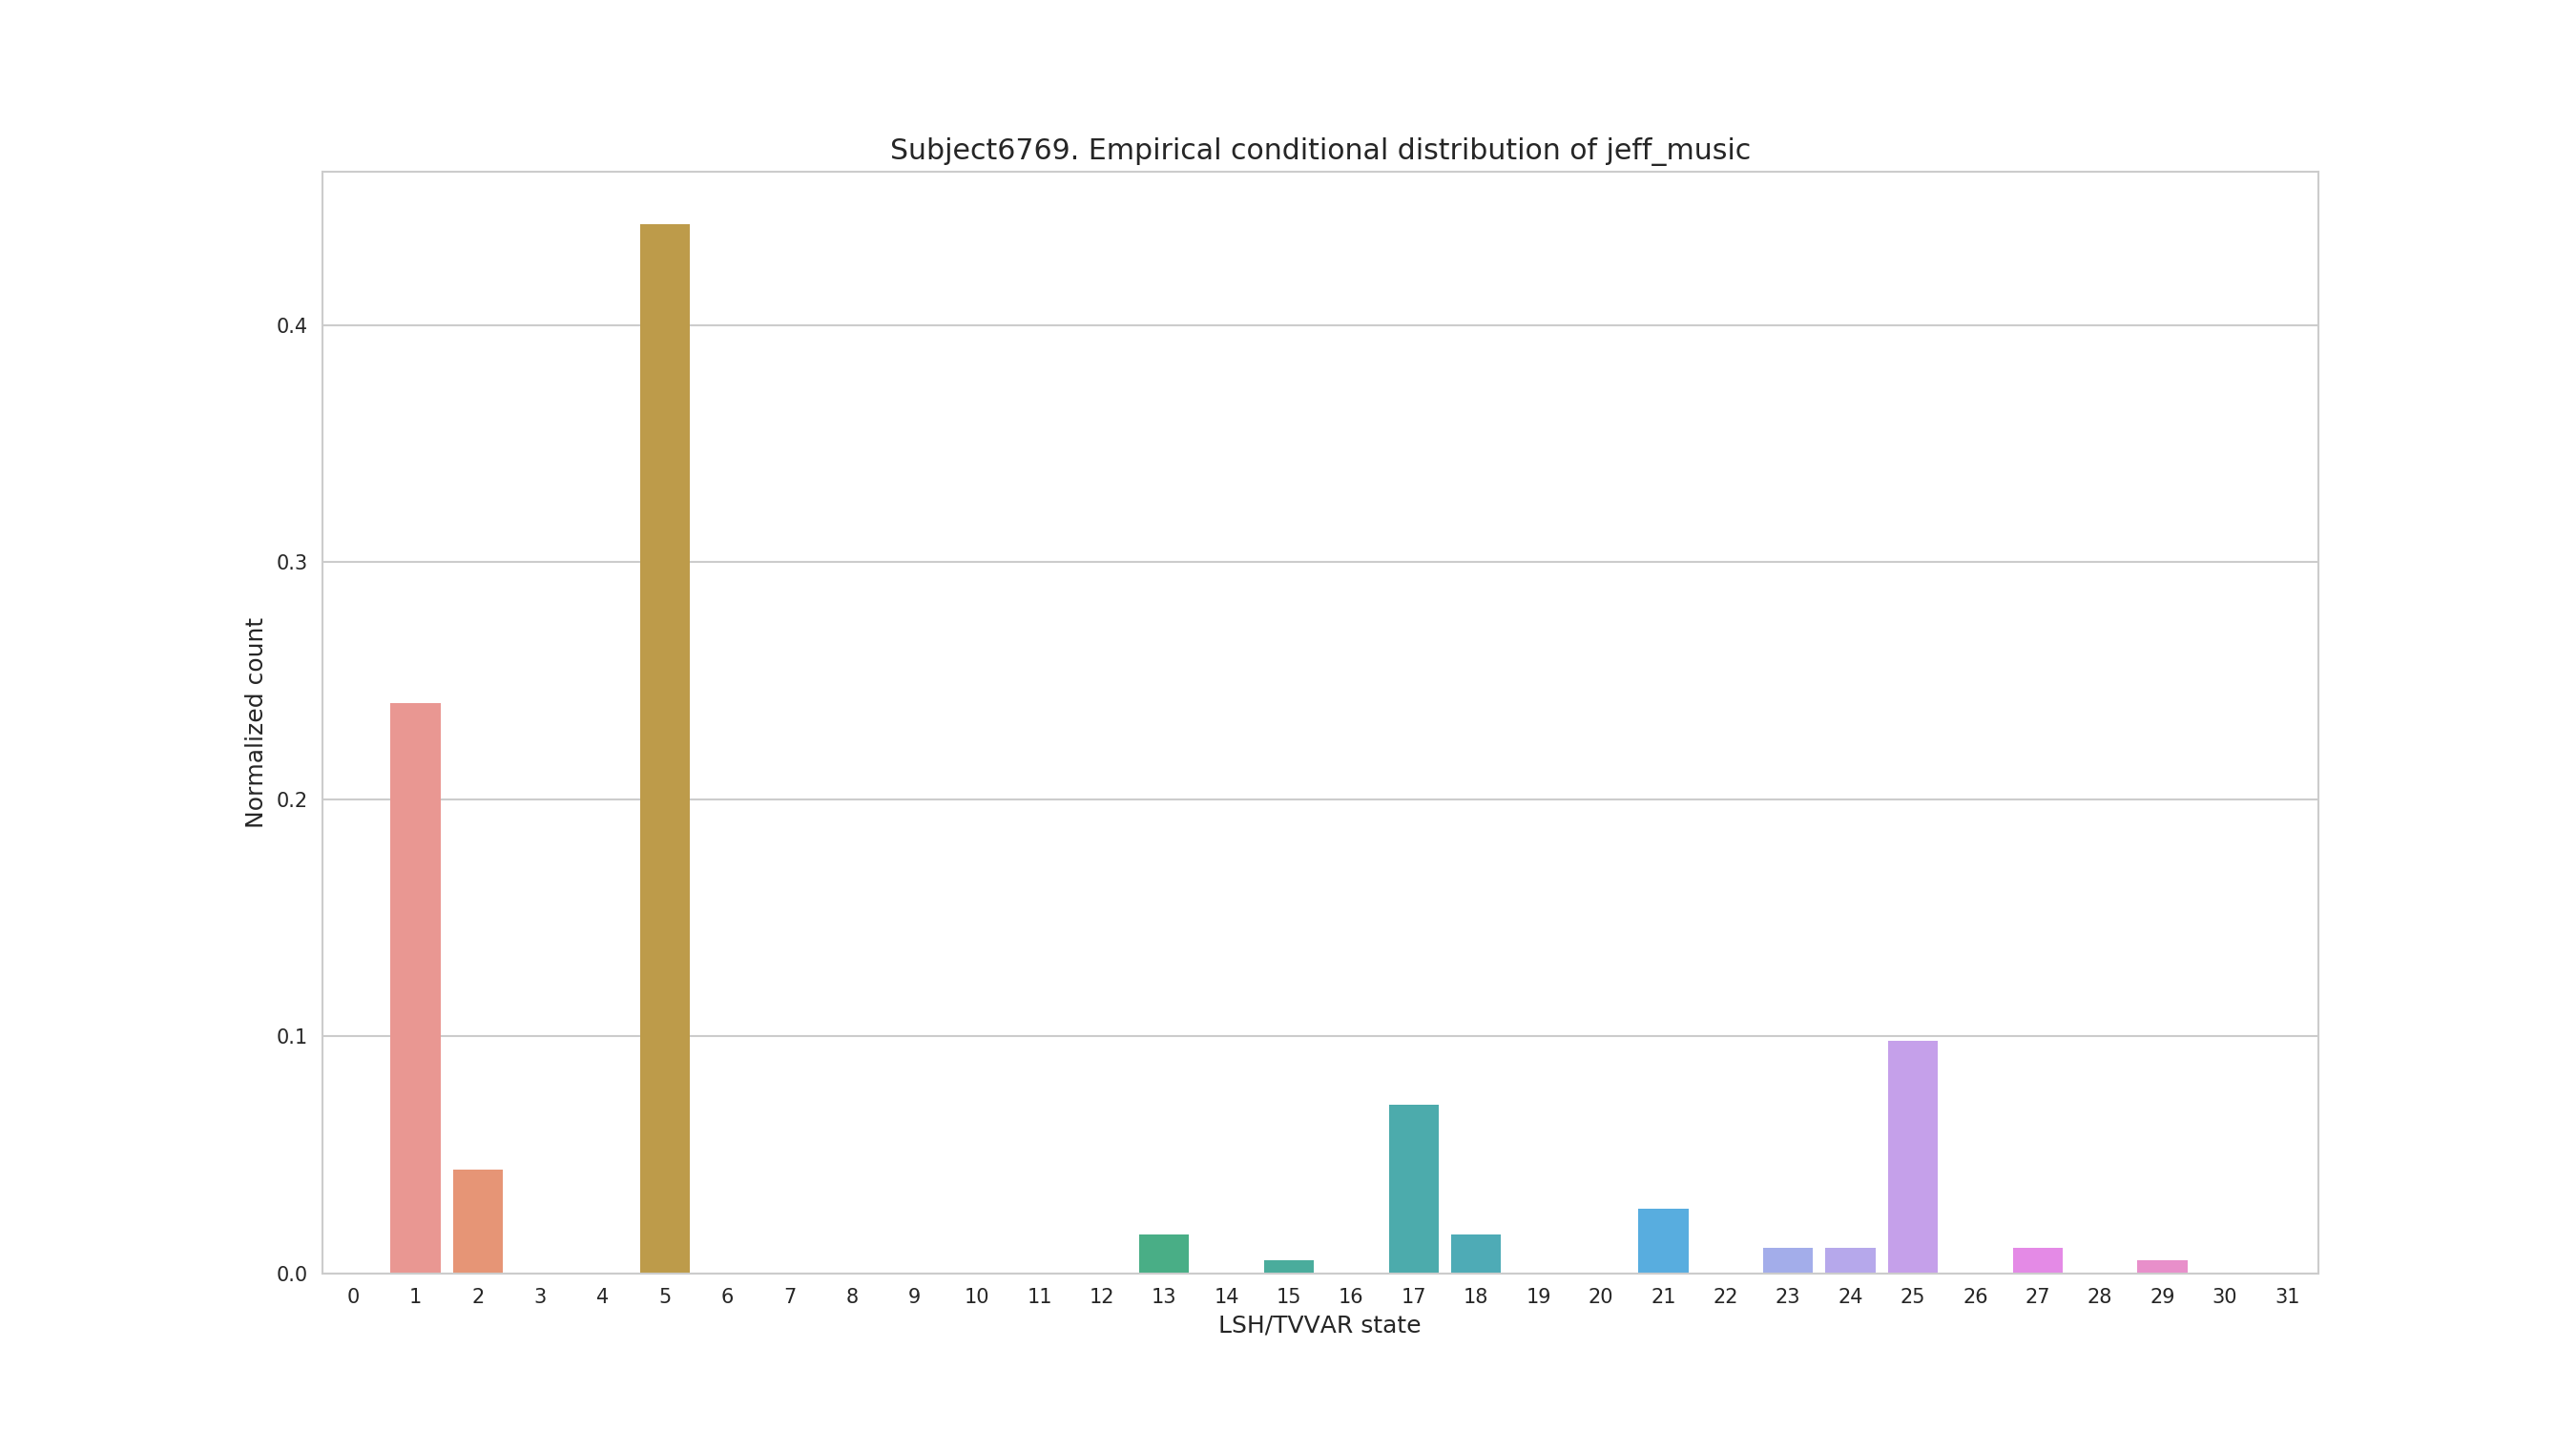 Subject6769. Empirical conditional distribution of jeff_music
Normalized count
0.4
0.3
0.2
0.1
0.0
0 1 2 3 4 5 6 7 8 9 10 11 12 13 14 15 16 17 18 19 20 21 22 23 24 25 26 27 28 29 30 31
LSH/TVVAR state